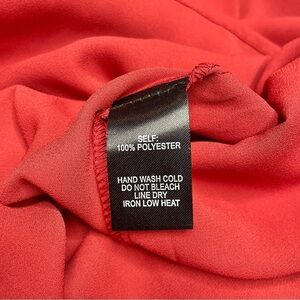 SELF:
100% POLYESTER
HAND WASH COLD
DO NOT BLEACH
LINE DRY
IRON LOW HEAT